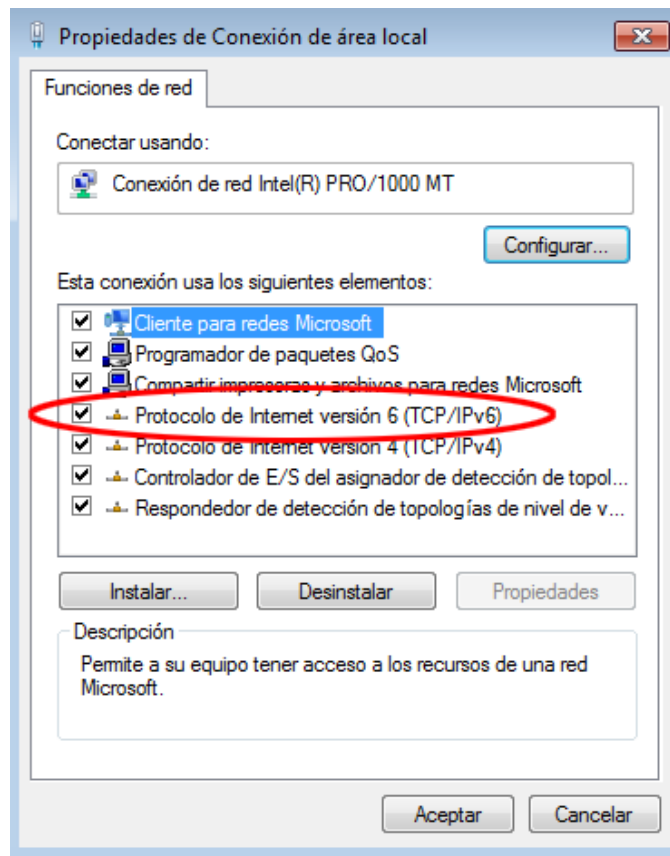 Propiedades de Conexión de área local
Funciones de red
Conectar usando:
Conexión de red Intel(R) PRO/1000 MT
Configurar...
Esta conexión usa los siguientes elementos:
Cliente para redes Microsoft
Programador de paquetes QoS
Compartir impresoras y archivos para redes Microsoft
Protocolo de Internet versión 6 (TCP/IPv6)
Protocolo de Internet versión 4 (TCP/IPv4)
Controlador de E/S del asignador de detección de topol...
Respondedor de detección de topologías de nivel de v...
Instalar...
Desinstalar
Propiedades
Descripción
Permite a su equipo tener acceso a los recursos de una red
Microsoft.
Aceptar
Cancelar